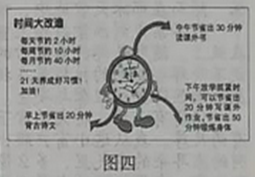 时间大改造
每天节约2小时
每周节约10小时
每月节约40小时
21天养成好习惯!
加油!
早上节省出20分钟
背古诗文
中午节省出30分钟
读课外书
下午放学抓紧时
间,可以节省出
20分钟写课外
作业,节省出
50分钟锻炼身体
图四